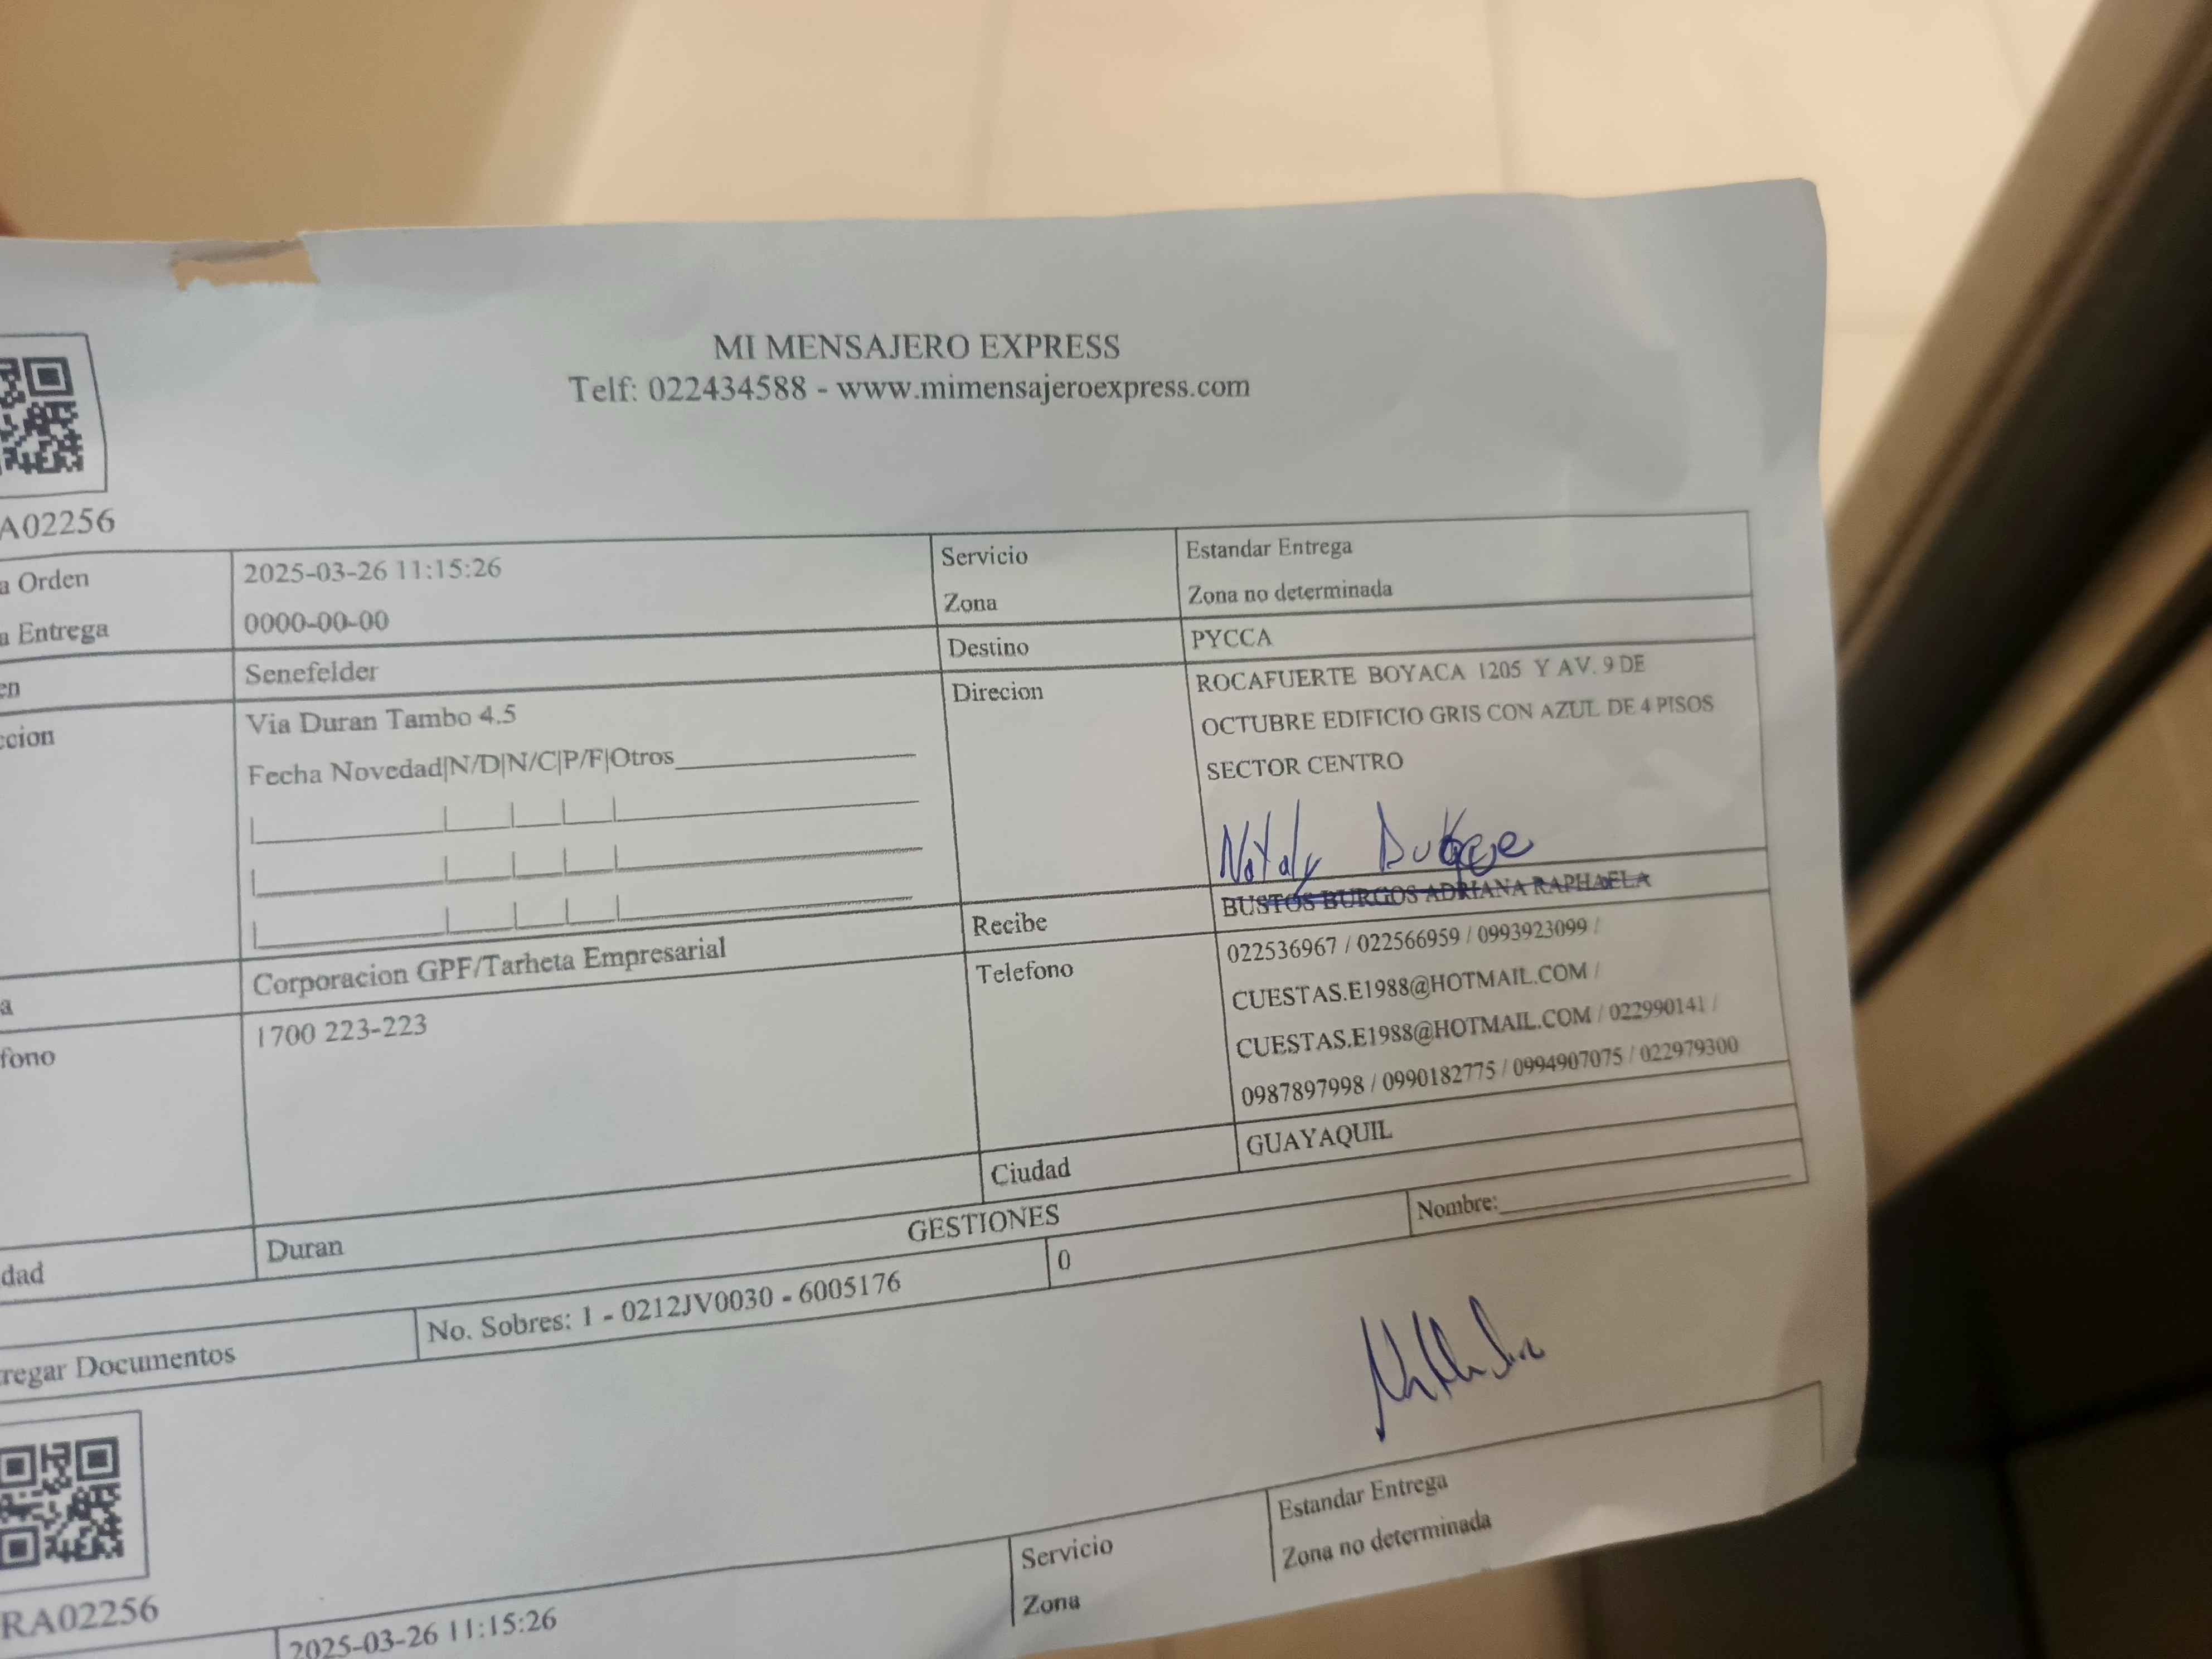 MI MENSAJERO EXPRESS
Telf: 022434588 - www.mimensajeroexpress.com
A02256
a Orden 2025-03-26 11:15:26 Servicio Estandar Entrega
a Entrega 0000-00-00 Zona Zona no determinada
en Senefelder Destino PYCCA
ccion Via Duran Tambo 4.5 Direcion ROCAFUERTE BOYACA 1205 Y AV. 9 DE
OCTUBRE EDIFICIO GRIS CON AZUL DE 4 PISOS
SECTOR CENTRO
Fecha Novedad|N/D|N/C|P/F|Otros
Nataly
Recibe BUSTOS BURGOS ADRIANA RAPHAELA
a Corporacion GPF/Tarheta Empresarial
fono 1700 223-223
Telefono 022536967 / 022566959 / 0993923099 /
CUESTAS.E1988@HOTMAIL.COM /
CUESTAS.E1988@HOTMAIL.COM / 022990141 /
0987897998 / 0990182775 / 0994907075 / 022979300
dad Duran Ciudad GUAYAQUIL
GESTIONES
regar Documentos No. Sobres: 1 - 0212JV0030 - 6005176 0 Nombre:
RA02256
2025-03-26 11:15:26 Servicio Estandar Entrega
Zona Zona no determinada